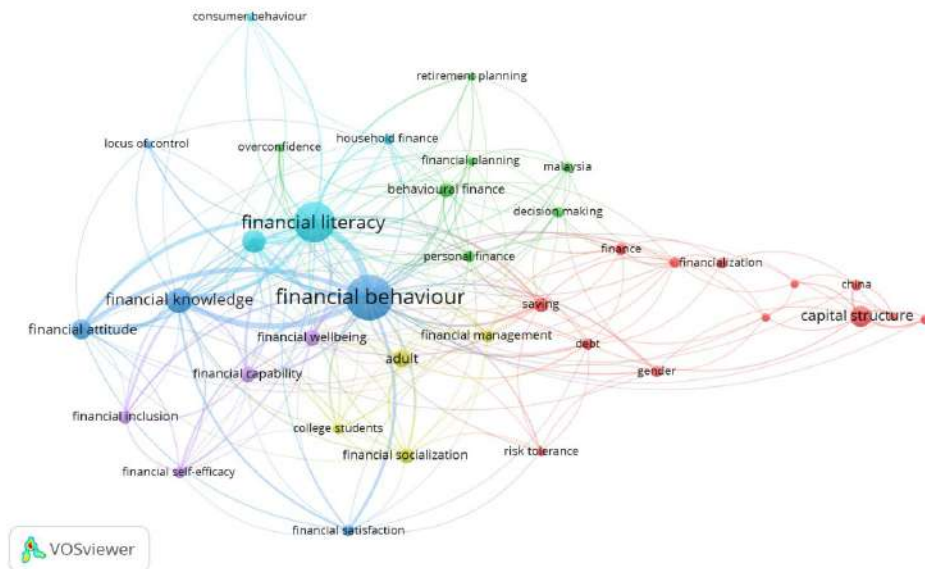 consumer behaviour
retirement planning
locus of control
overconfidence
household finance
financial planning
malaysia
behavioural finance
decision making
financial literacy
personal finance
finance
financialization
china
financial knowledge
financial behaviour
saving
capital structure
financial attitude
financial wellbeing
financial management
debt
adult
financial capability
gender
financial inclusion
college students
financial socialization
risk tolerance
financial self-efficacy
financial satisfaction
VOSviewer